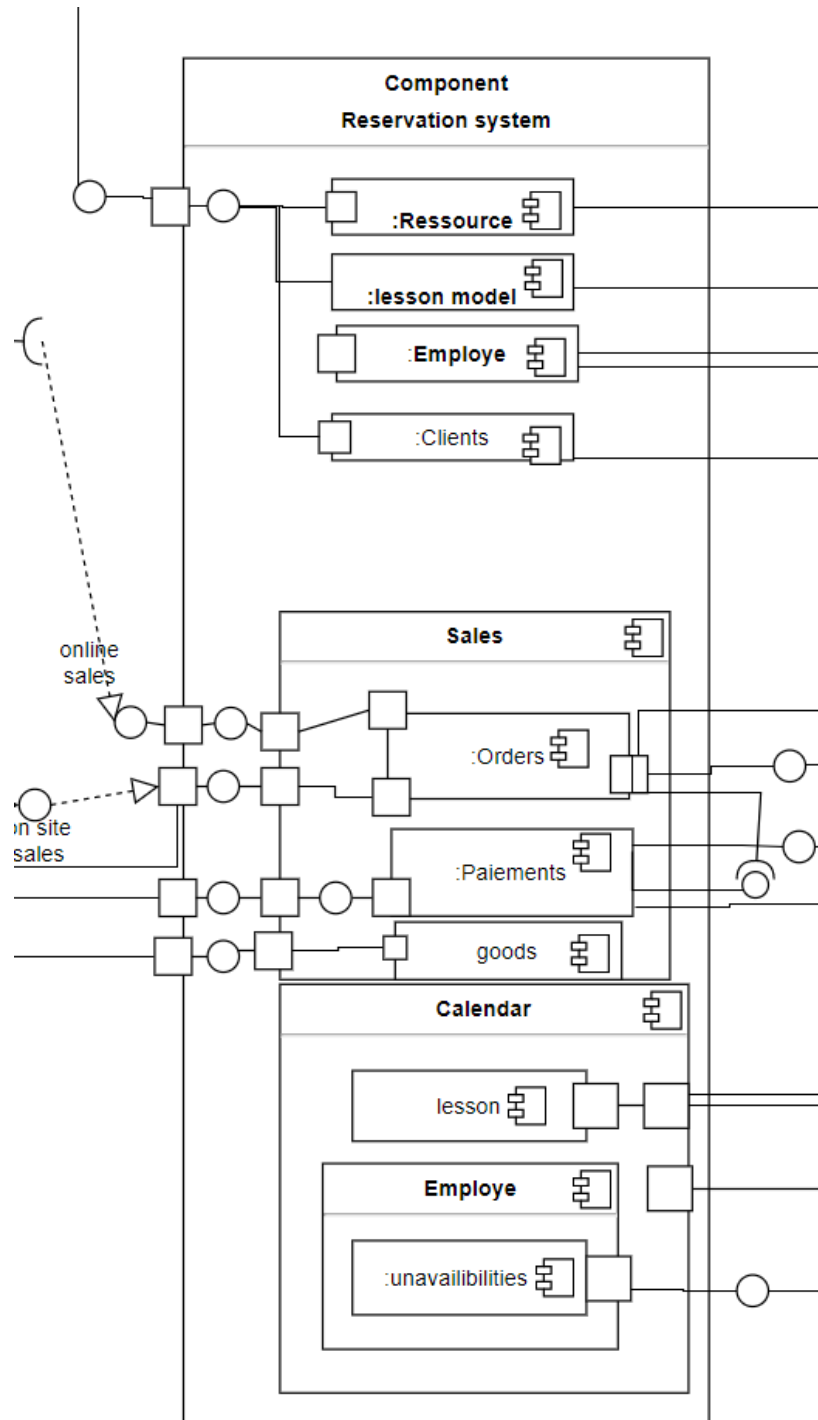 Component
Reservation system
:Ressource
:lesson model
:Employe
:Clients
online
sales
Sales
:Orders
on site
sales
:Paiements
goods
Calendar
lesson
Employe
:unavailibilities